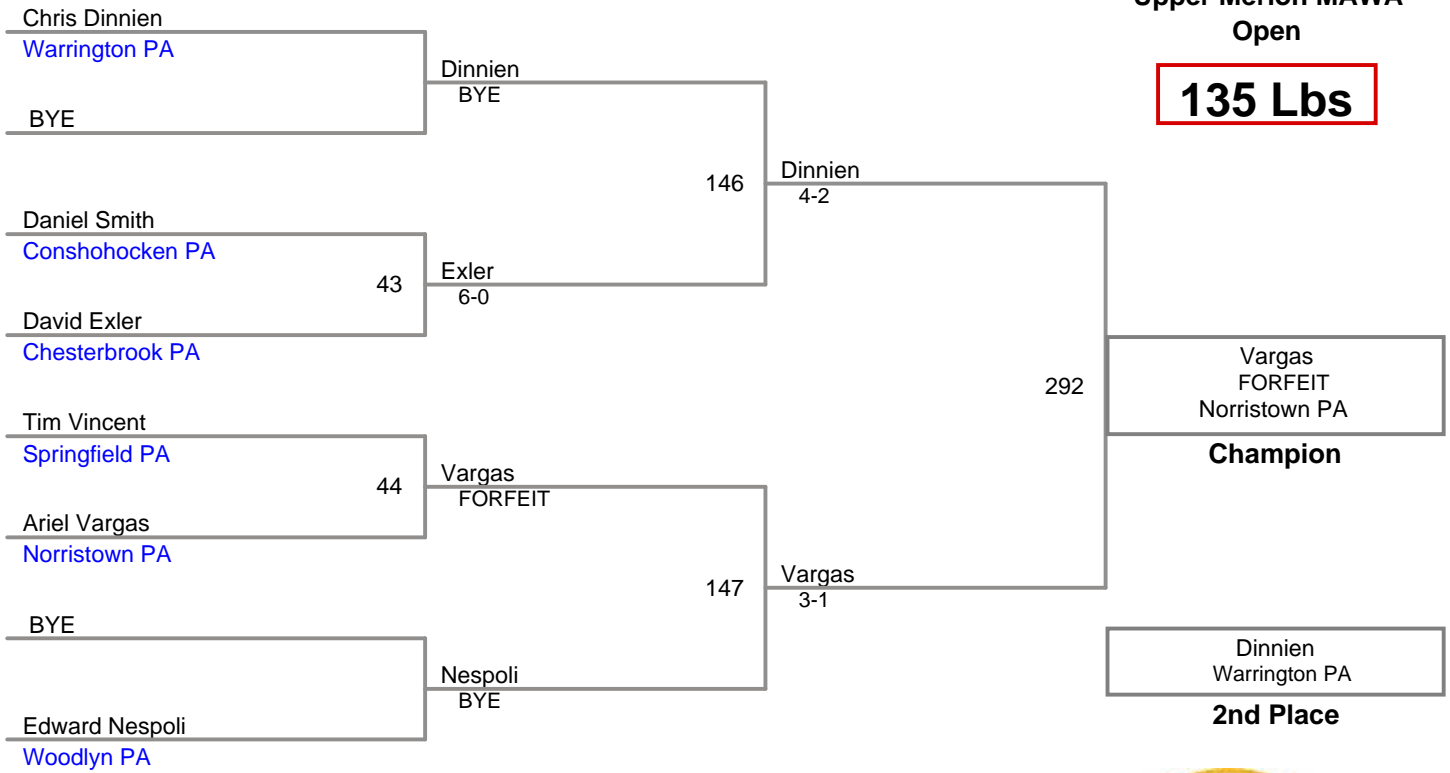 Upper Merion MAWA
Open
135 Lbs
Chris Dinnien
Warrington PA
BYE
Daniel Smith
Conshohocken PA
43
David Exler
Chesterbrook PA
Tim Vincent
Springfield PA
44
Ariel Vargas
Norristown PA
BYE
Edward Nespoli
Woodlyn PA
Dinnien
BYE
146
Exler
6-0
Vargas
FORFEIT
147
Nespoli
BYE
Dinnien
4-2
292
Vargas
3-1
Vargas
FORFEIT
Norristown PA
Champion
Dinnien
Warrington PA
2nd Place